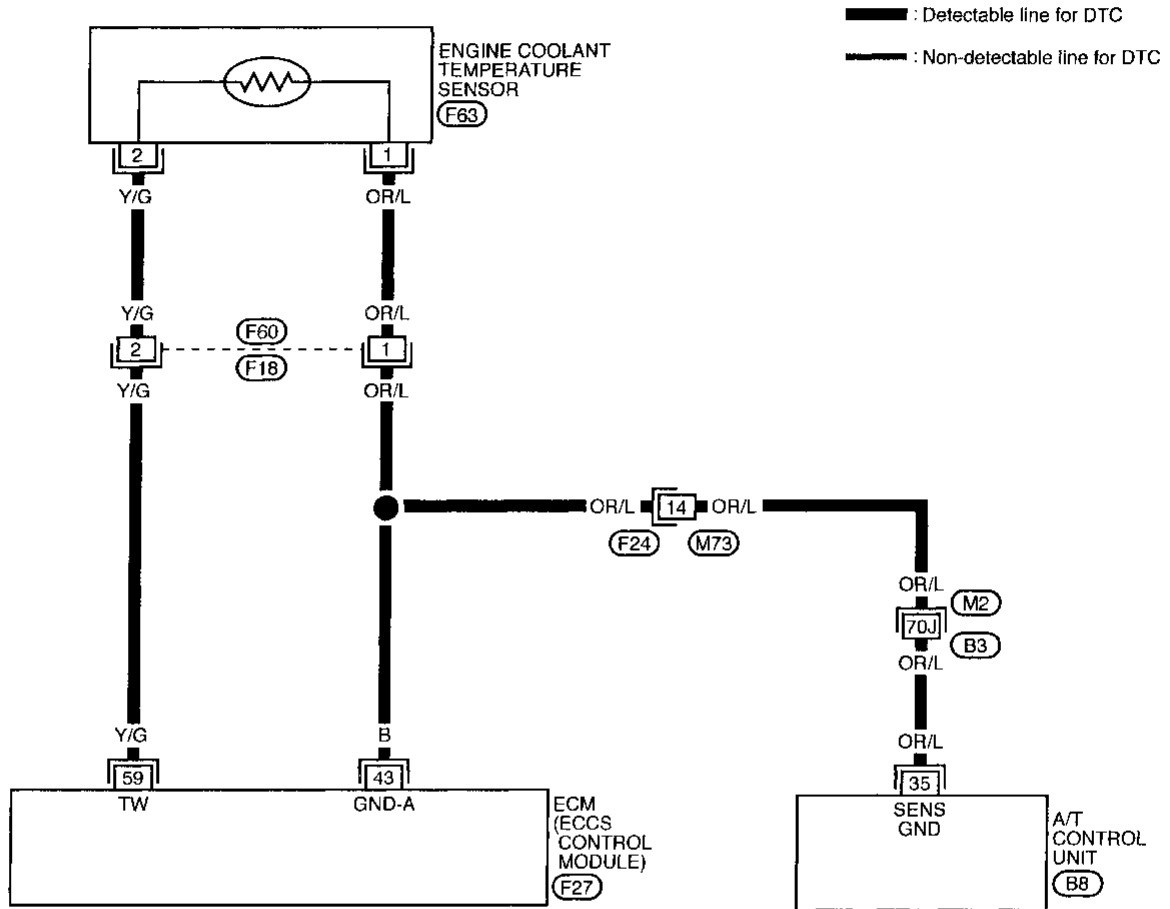 : Detectable line for DTC
: Non-detectable line for DTC
ENGINE COOLANT
TEMPERATURE
SENSOR
F63
2 1
Y/G OR/L
Y/G OR/L
F60
2 1
F18
Y/G OR/L
OR/L 14 OR/L
F24 M73
OR/L
M2
70J
B3
OR/L
Y/G B OR/L
59 43 35
TW GND-A
ECM
(ECCS
CONTROL
MODULE)
F27
SENS
GND
A/T
CONTROL
UNIT
B8